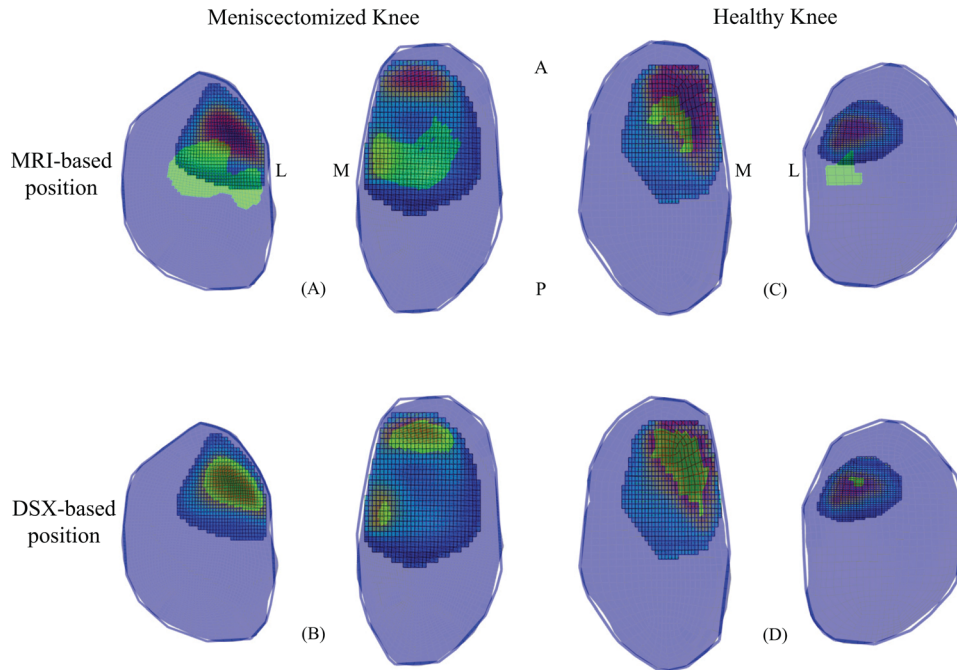 Meniscectomized Knee
Healthy Knee
A
MRI-based
position
L
M
M
L
(A)
P
(C)
DSX-based
position
(B)
(D)